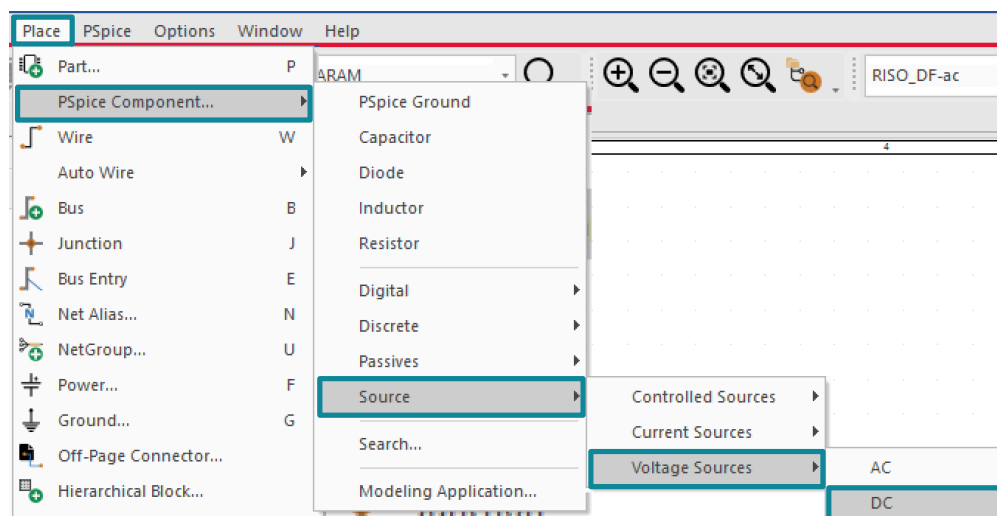 Place PSpice Options Window Help
Part... P
PSpice Component...
Wire W
Auto Wire
Bus B
Junction J
Bus Entry E
Net Alias... N
NetGroup... U
Power... F
Ground... G
Off-Page Connector...
Hierarchical Block...
ARAM
RISO_DF-ac
4
PSpice Ground
Capacitor
Diode
Inductor
Resistor
Digital
Discrete
Passives
Source
Search...
Modeling Application...
Controlled Sources
Current Sources
Voltage Sources
AC
DC